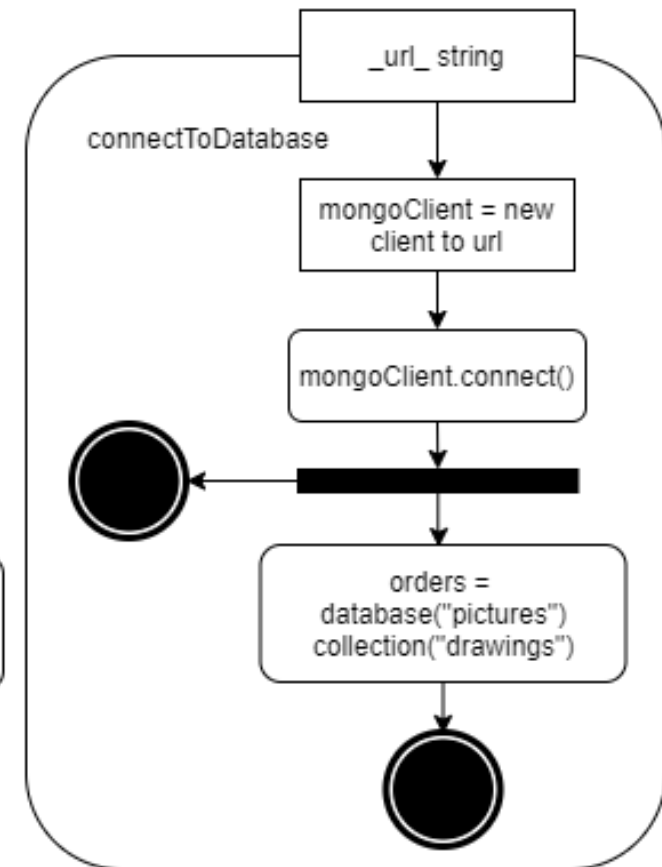 _url_ string
connectToDatabase
mongoClient = new
client to url
mongoClient.connect()
orders =
database("pictures")
collection("drawings")